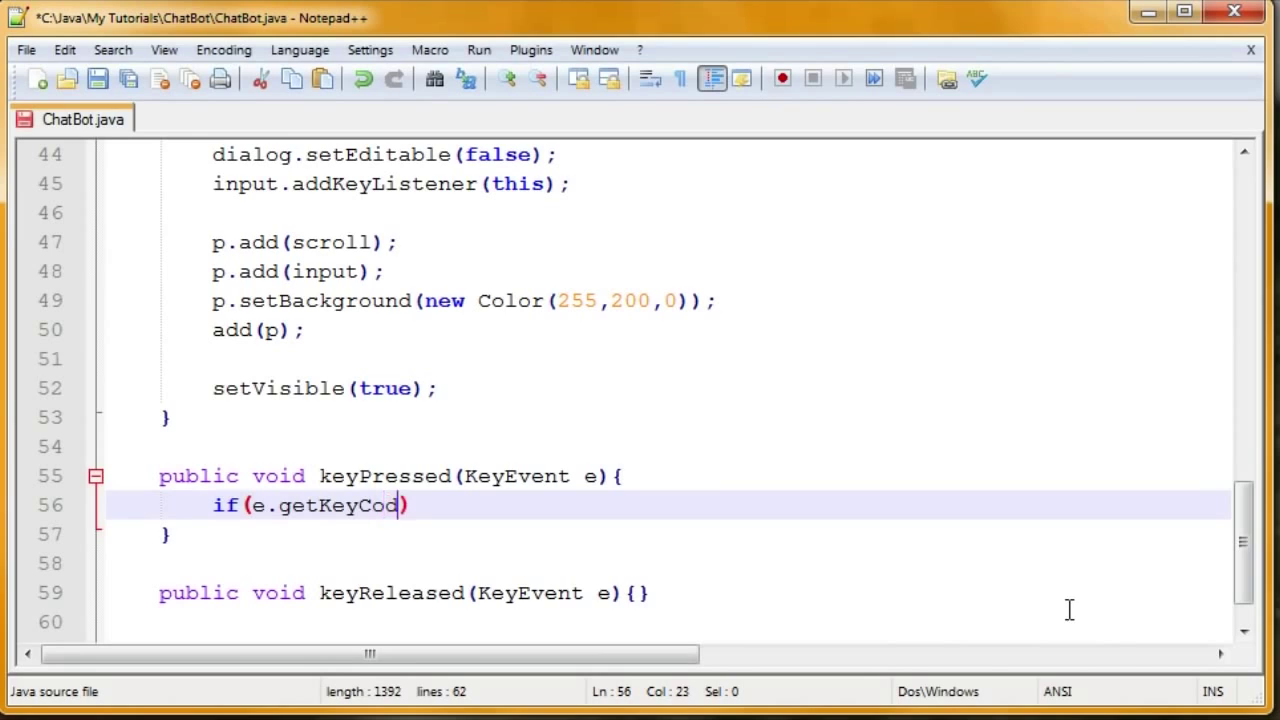 *C:\Java\My Tutorials\ChatBot\ChatBot.java - Notepad++
File Edit Search View Encoding Language Settings Macro Run Plugins Window ? X
ABC
ChatBot.java
44 dialog.setEditable(false);
45 input.addKeyListener(this);
46
47 p.add(scroll);
48 p.add(input);
49 p.setBackground(new Color(255,200,0));
50 add(p);
51
52 setVisible(true);
53 }
54
55 public void keyPressed(KeyEvent e){
56 if(e.getKeyCod)
57 }
58
59 public void keyReleased(KeyEvent e){}
60
Java source file length : 1392 lines : 62 Ln : 56 Col : 23 Sel : 0 Dos\Windows ANSI INS